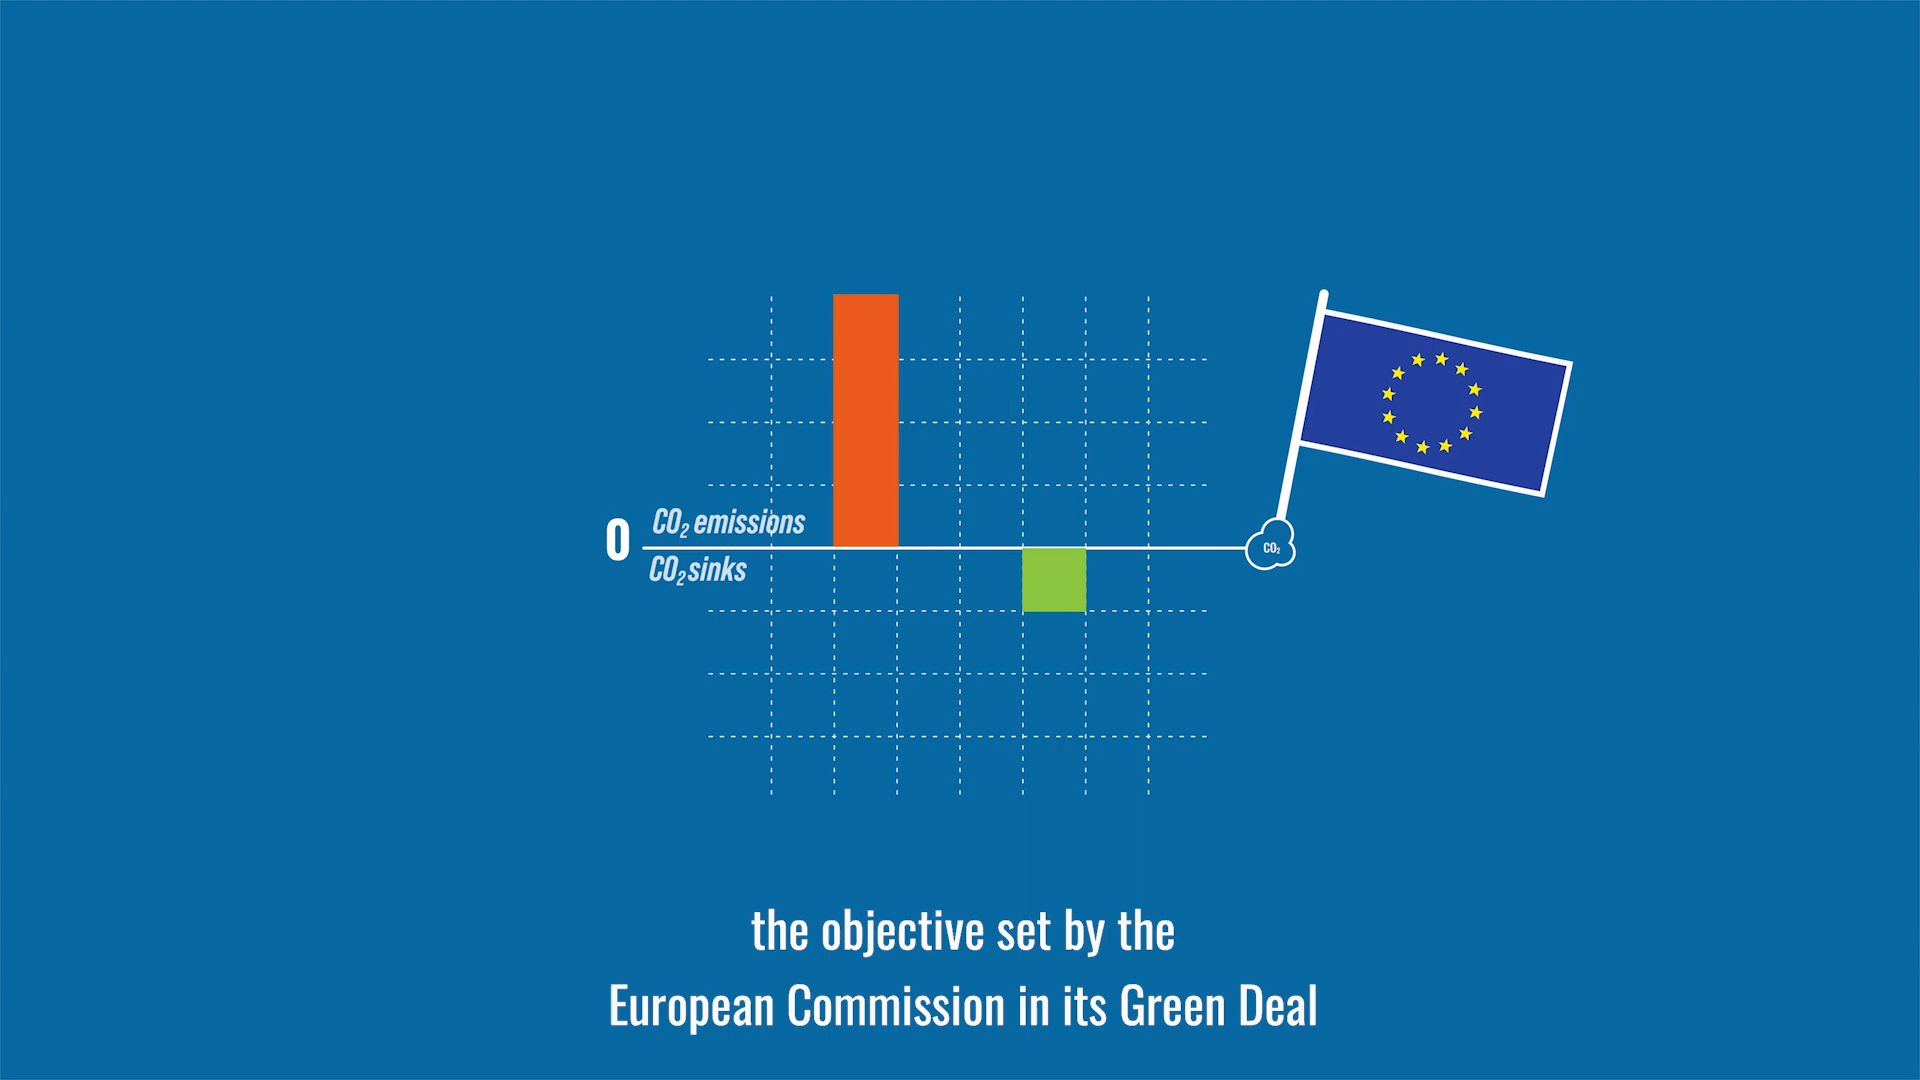 0
CO₂ emissions
CO₂ sinks
CO₂
the objective set by the
European Commission in its Green Deal